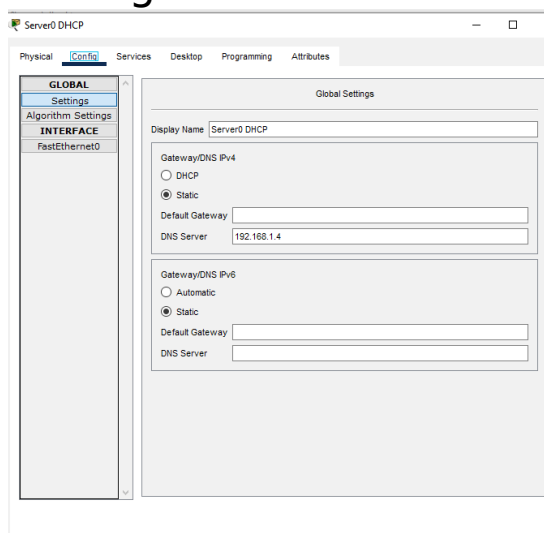 Server0 DHCP
Physical Config Services Desktop Programming Attributes
GLOBAL
Settings
Algorithm Settings
INTERFACE
FastEthernet0
Global Settings
Display Name Server0 DHCP
Gateway/DNS IPv4
DHCP
Static
Default Gateway
DNS Server 192.168.1.4
Gateway/DNS IPv6
Automatic
Static
Default Gateway
DNS Server